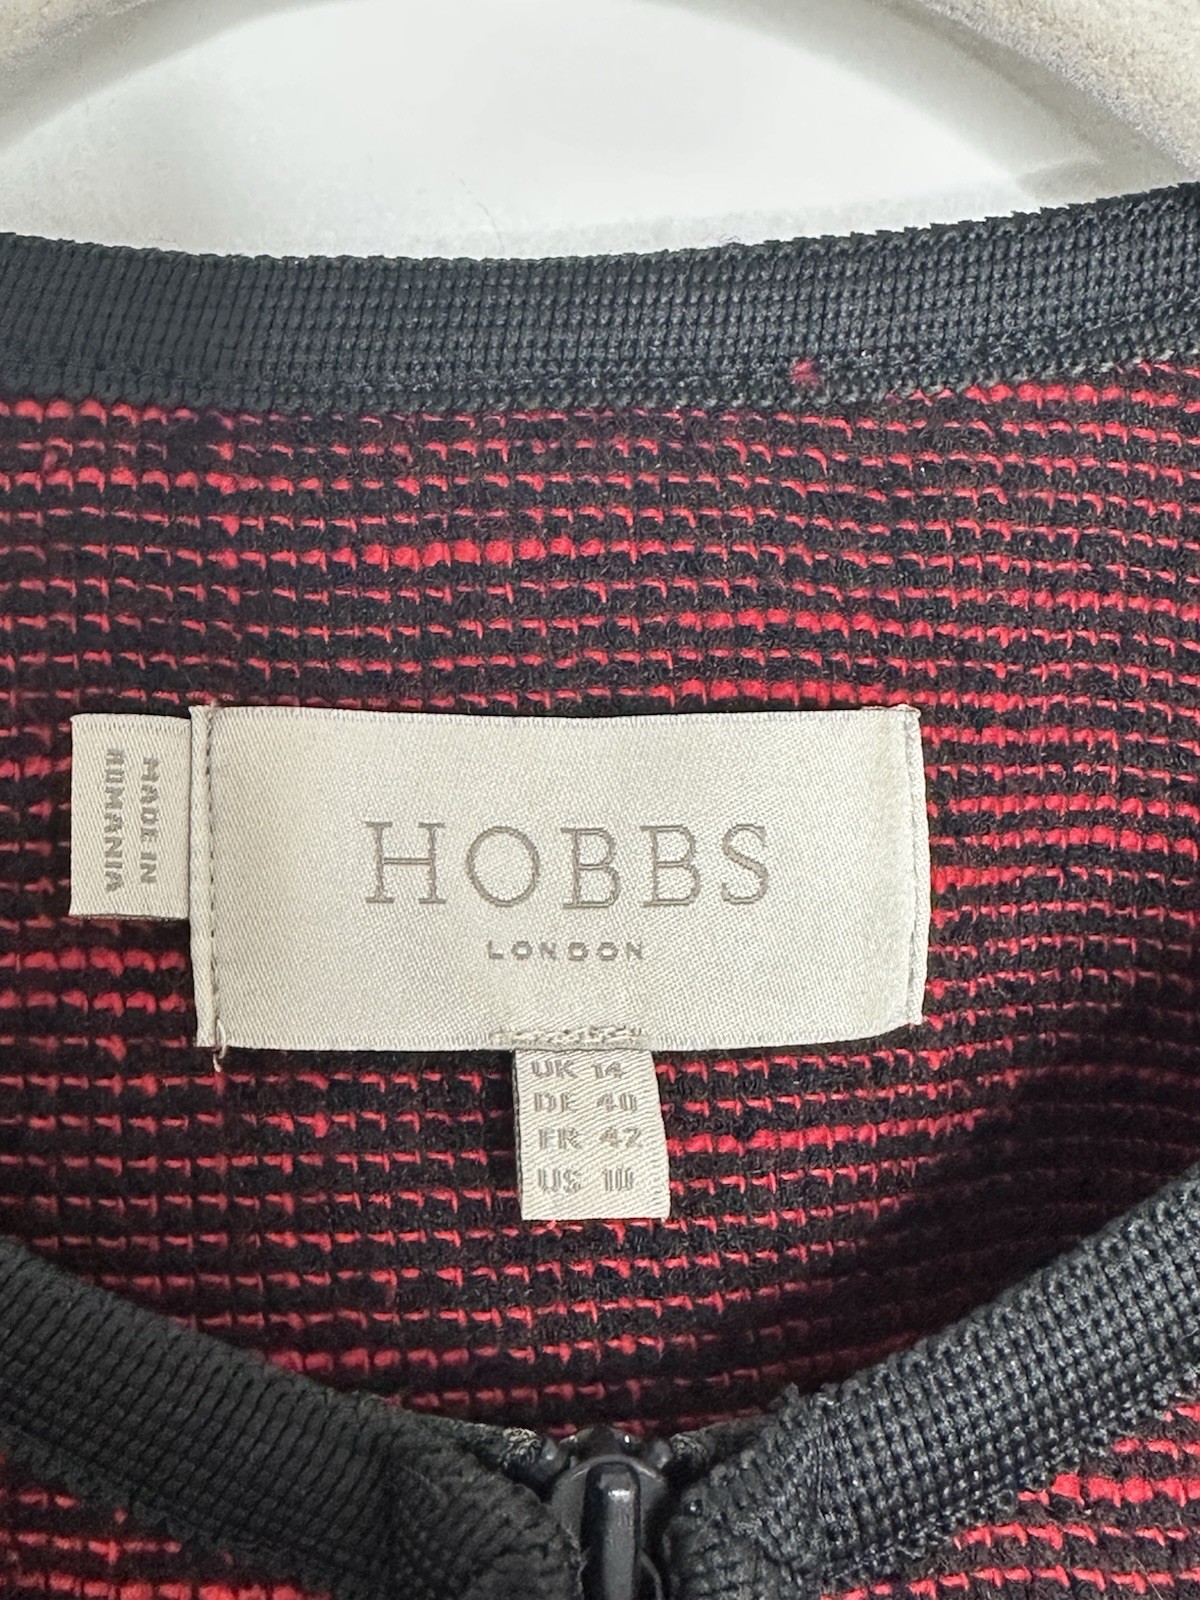 MADE IN
ROMANIA
HOBBS
LONDON
UK 14
DE 40
FR 42
US 10